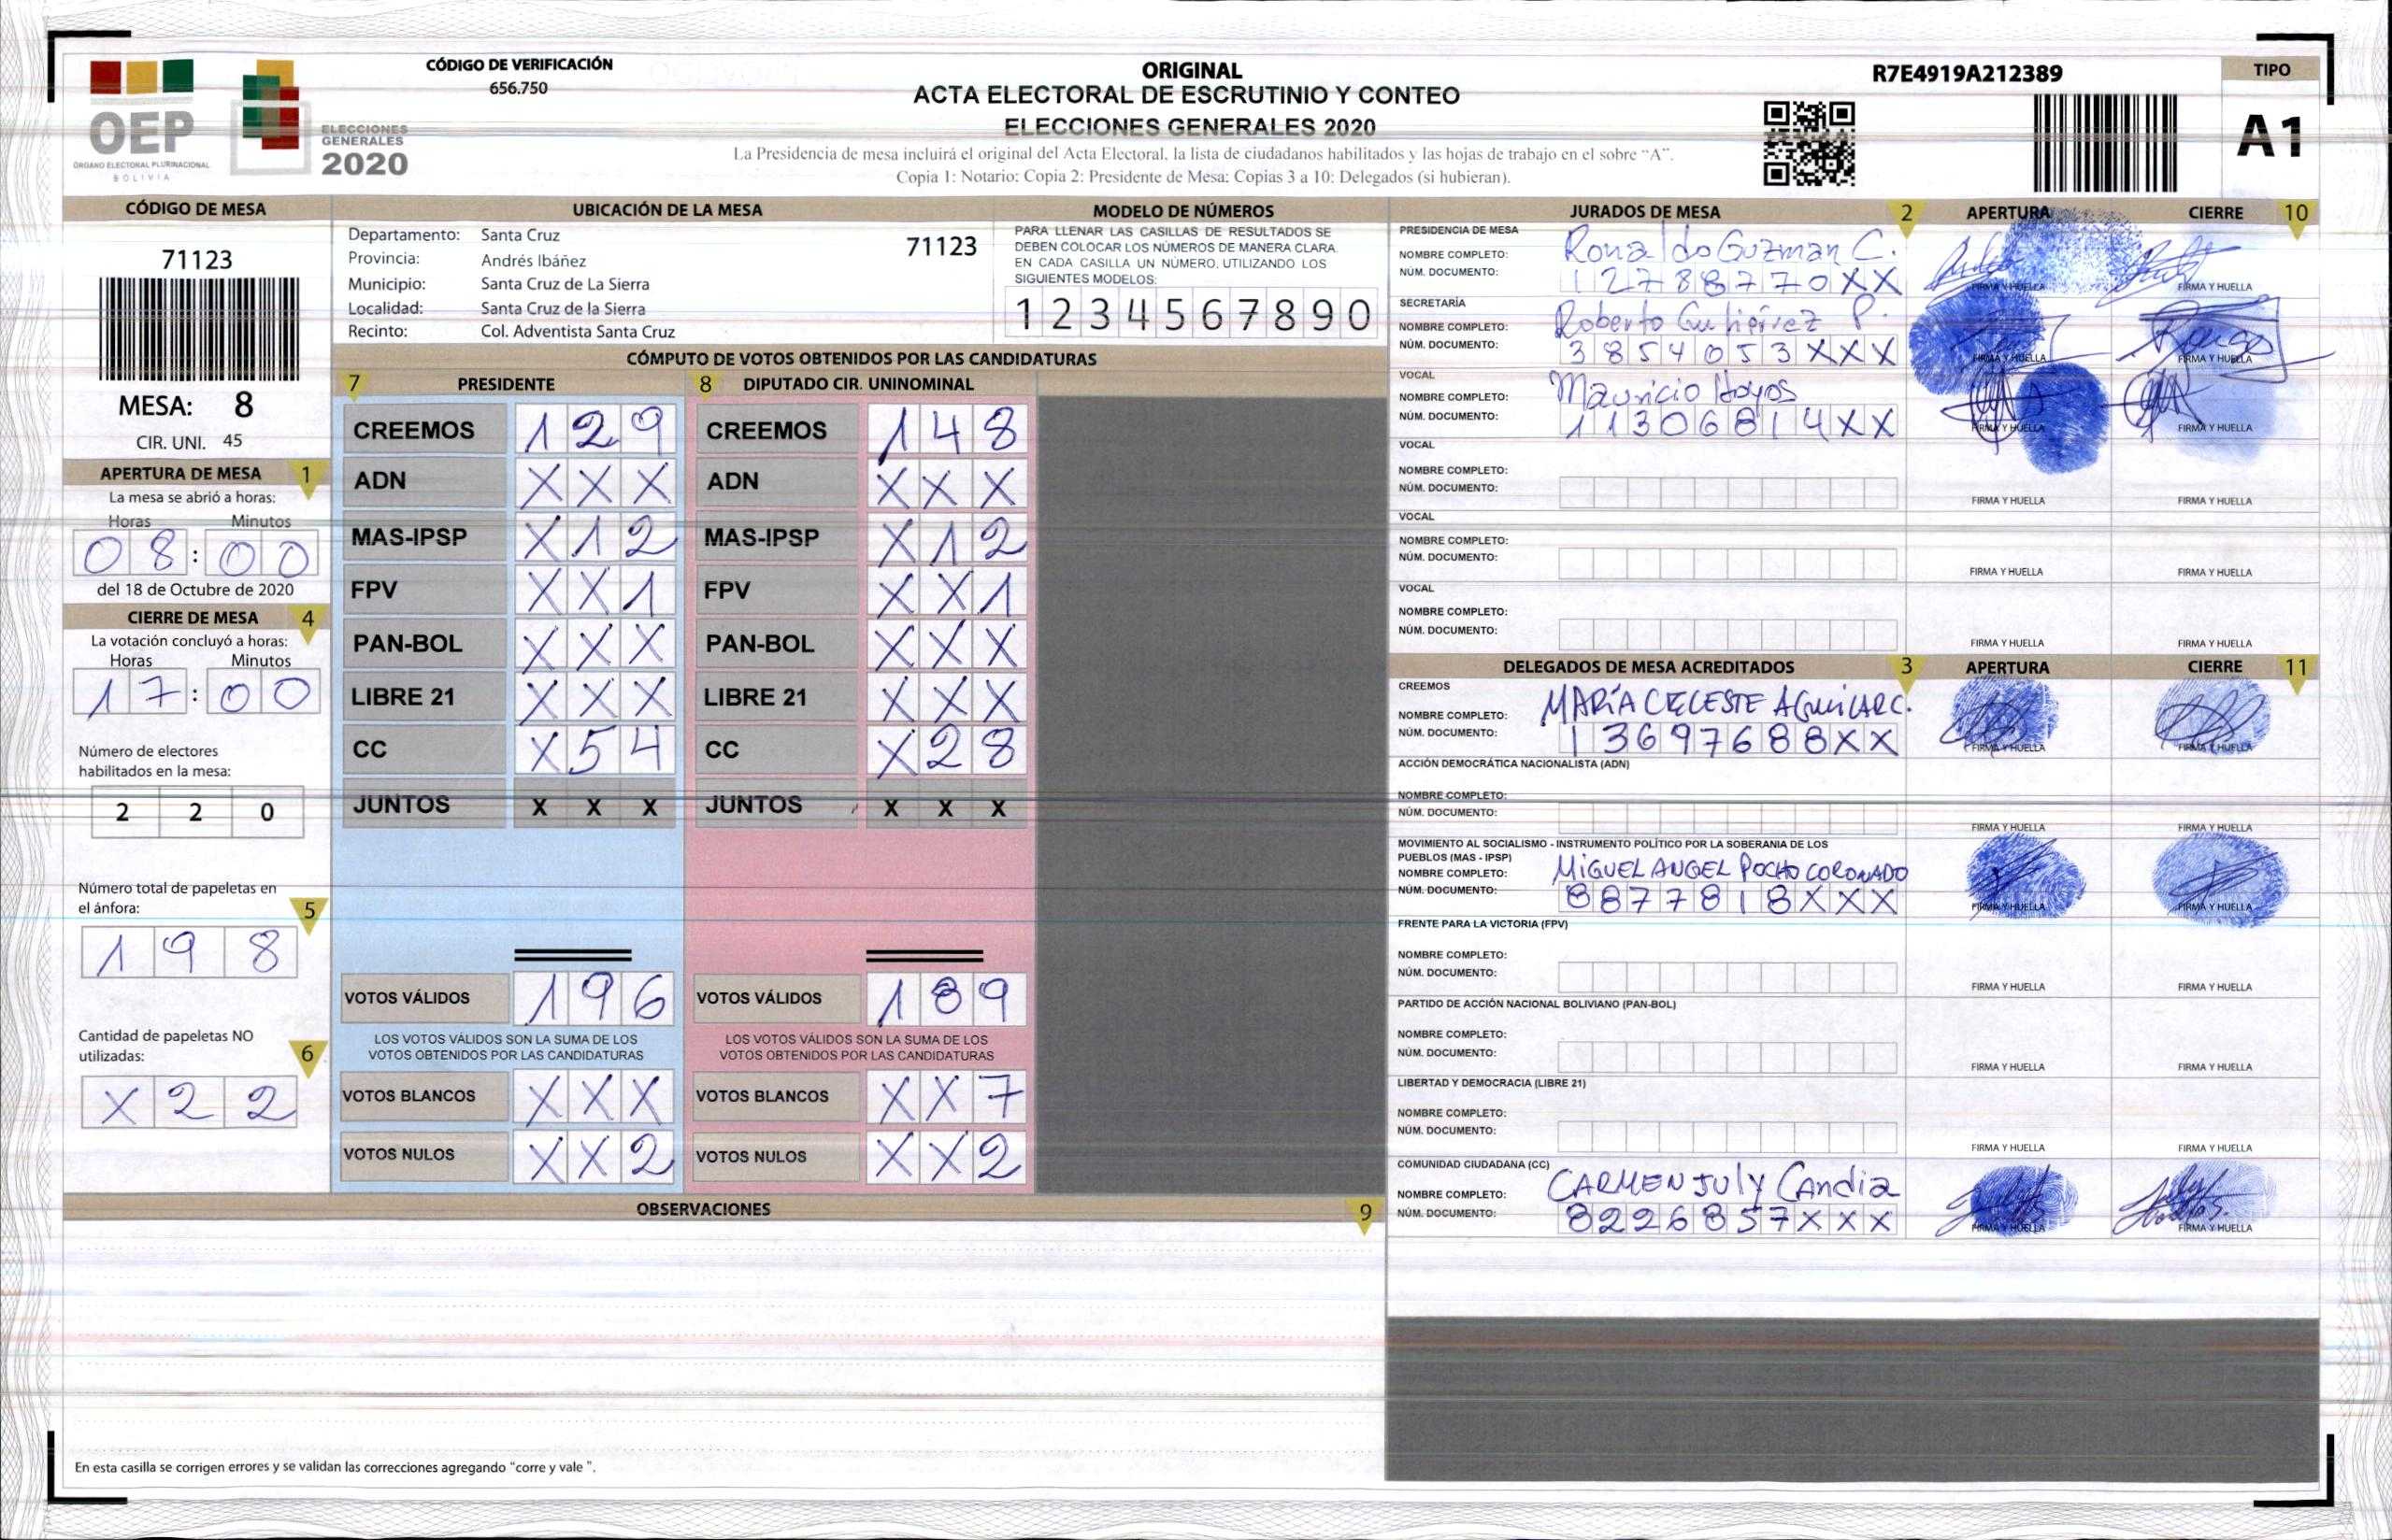 CÓDIGO DE VERIFICACIÓN
656.750
OEP
ÓRGANO ELECTORAL PLURINACIONAL
BOLIVIA
ELECCIONES
GENERALES
2020
ORIGINAL
ACTA ELECTORAL DE ESCRUTINIO Y CONTEO
ELECCIONES GENERALES 2020
La Presidencia de mesa incluirá el original del Acta Electoral, la lista de ciudadanos habilitados y las hojas de trabajo en el sobre “A”.
Copia 1: Notario: Copia 2: Presidente de Mesa: Copias 3 a 10: Delegados (si hubieran).
R7E4919A212389
TIPO
A1
CÓDIGO DE MESA
71123
MESA: 8
CIR. UNI. 45
APERTURA DE MESA 1
La mesa se abrió a horas:
Horas Minutos
08:00
del 18 de Octubre de 2020
CIERRE DE MESA 4
La votación concluyó a horas:
Horas Minutos
17:00
Número de electores
habilitados en la mesa:
2 2 0
Número total de papeletas en
el ánfora: 5
1 9 8
Cantidad de papeletas NO
utilizadas: 6
X 2 2
UBICACIÓN DE LA MESA
Departamento: Santa Cruz 71123
Provincia: Andrés Ibáñez
Municipio: Santa Cruz de La Sierra
Localidad: Santa Cruz de la Sierra
Recinto: Col. Adventista Santa Cruz
MODELO DE NÚMEROS
PARA LLENAR LAS CASILLAS DE RESULTADOS SE
DEBEN COLOCAR LOS NÚMEROS DE MANERA CLARA.
EN CADA CASILLA UN NÚMERO, UTILIZANDO LOS
SIGUIENTES MODELOS:
1 2 3 4 5 6 7 8 9 0
CÓMPUTO DE VOTOS OBTENIDOS POR LAS CANDIDATURAS
7 PRESIDENTE 8 DIPUTADO CIR. UNINOMINAL
CREEMOS 1 2 9 CREEMOS 1 4 8
ADN X X X ADN X X X
MAS-IPSP X 1 2 MAS-IPSP X 1 2
FPV X X 1 FPV X X 1
PAN-BOL X X X PAN-BOL X X X
LIBRE 21 X X X LIBRE 21 X X X
CC X 5 4 CC X 2 8
JUNTOS X X X JUNTOS X X X
VOTOS VÁLIDOS 1 9 6 VOTOS VÁLIDOS 1 8 9
LOS VOTOS VÁLIDOS SON LA SUMA DE LOS LOS VOTOS VÁLIDOS SON LA SUMA DE LOS
VOTOS OBTENIDOS POR LAS CANDIDATURAS VOTOS OBTENIDOS POR LAS CANDIDATURAS
VOTOS BLANCOS X X X VOTOS BLANCOS X X 7
VOTOS NULOS X X 2 VOTOS NULOS X X 2
OBSERVACIONES 9
En esta casilla se corrigen errores y se validan las correcciones agregando "corre y vale ".
JURADOS DE MESA 2 APERTURA CIERRE 10
PRESIDENCIA DE MESA
NOMBRE COMPLETO: Ronaldo Guzman C.
NÚM. DOCUMENTO: 12788770XX FIRMA Y HUELLA FIRMA Y HUELLA
SECRETARÍA
NOMBRE COMPLETO: Roberto Gutiérrez P.
NÚM. DOCUMENTO: 3854053XXX FIRMA Y HUELLA FIRMA Y HUELLA
VOCAL
NOMBRE COMPLETO: Mauricio Hoyos
NÚM. DOCUMENTO: 11306814XX FIRMA Y HUELLA FIRMA Y HUELLA
VOCAL
NOMBRE COMPLETO:
NÚM. DOCUMENTO: FIRMA Y HUELLA FIRMA Y HUELLA
VOCAL
NOMBRE COMPLETO:
NÚM. DOCUMENTO: FIRMA Y HUELLA FIRMA Y HUELLA
VOCAL
NOMBRE COMPLETO:
NÚM. DOCUMENTO: FIRMA Y HUELLA FIRMA Y HUELLA
DELEGADOS DE MESA ACREDITADOS 3 APERTURA CIERRE 11
CREEMOS
NOMBRE COMPLETO: MARÍA CELESTE AGUILAR C.
NÚM. DOCUMENTO: 13697688XX FIRMA Y HUELLA FIRMA Y HUELLA
ACCIÓN DEMOCRÁTICA NACIONALISTA (ADN)
NOMBRE COMPLETO:
NÚM. DOCUMENTO: FIRMA Y HUELLA FIRMA Y HUELLA
MOVIMIENTO AL SOCIALISMO - INSTRUMENTO POLÍTICO POR LA SOBERANIA DE LOS
PUEBLOS (MAS - IPSP)
NOMBRE COMPLETO: MIGUEL ANGEL POCHO CORONADO
NÚM. DOCUMENTO: 8877818XXX FIRMA Y HUELLA FIRMA Y HUELLA
FRENTE PARA LA VICTORIA (FPV)
NOMBRE COMPLETO:
NÚM. DOCUMENTO: FIRMA Y HUELLA FIRMA Y HUELLA
PARTIDO DE ACCIÓN NACIONAL BOLIVIANO (PAN-BOL)
NOMBRE COMPLETO:
NÚM. DOCUMENTO: FIRMA Y HUELLA FIRMA Y HUELLA
LIBERTAD Y DEMOCRACIA (LIBRE 21)
NOMBRE COMPLETO:
NÚM. DOCUMENTO: FIRMA Y HUELLA FIRMA Y HUELLA
COMUNIDAD CIUDADANA (CC)
NOMBRE COMPLETO: CARMEN JULY CANdIA
NÚM. DOCUMENTO: 8226857XXX FIRMA Y HUELLA FIRMA Y HUELLA